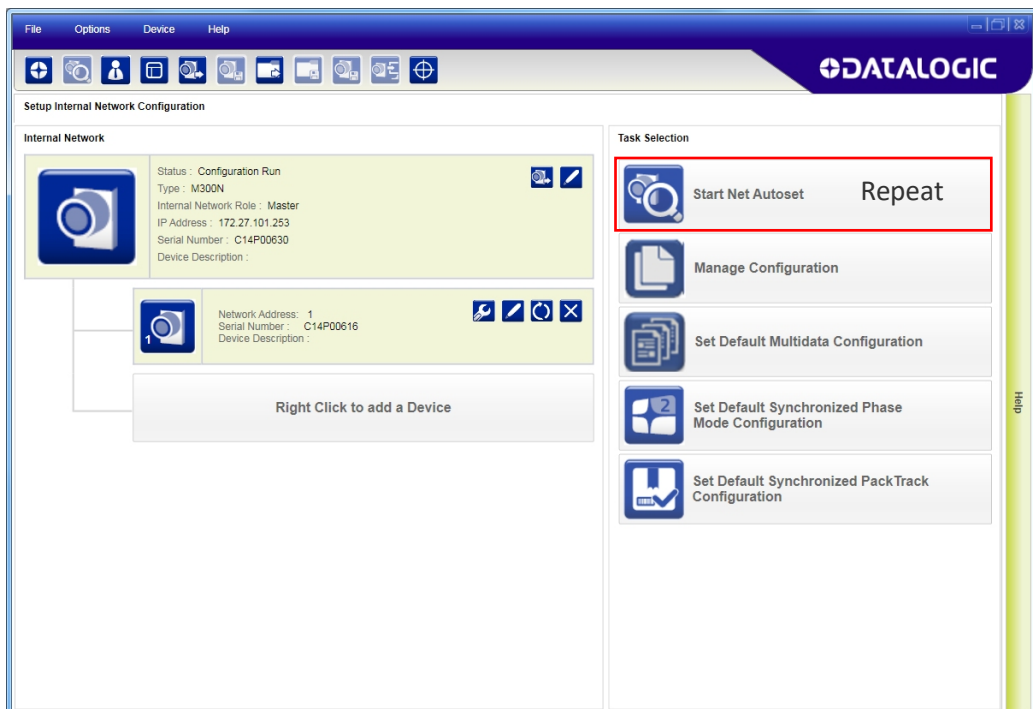 File Options Device Help
DATALOGIC
Setup Internal Network Configuration
Internal Network
Status : Configuration Run
Type : M300N
Internal Network Role : Master
IP Address : 172.27.101.253
Serial Number : C14P00630
Device Description :
1
Network Address: 1
Serial Number : C14P00616
Device Description :
Right Click to add a Device
Task Selection
Start Net Autoset Repeat
Manage Configuration
Set Default Multidata Configuration
2
Set Default Synchronized Phase
Mode Configuration
Set Default Synchronized PackTrack
Configuration
Help